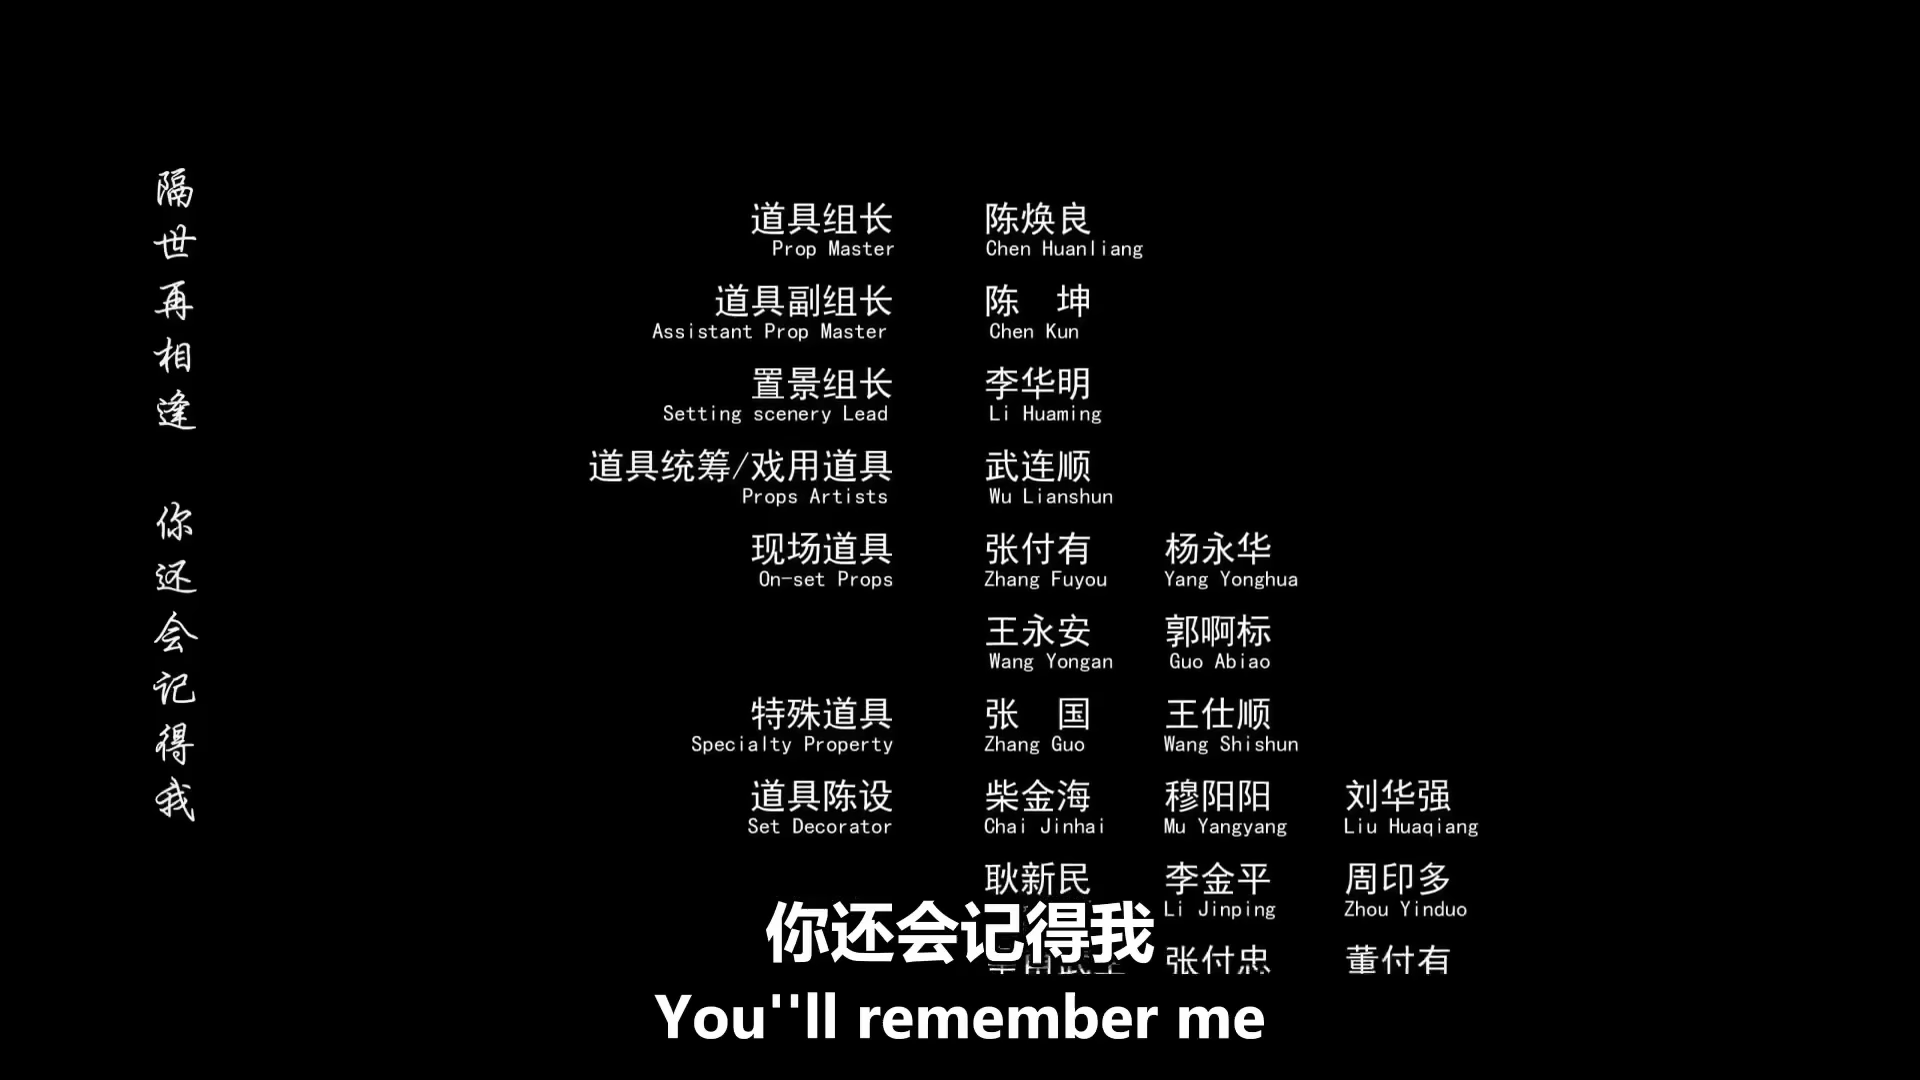 隔世再相逢 你还会记得我
道具组长 陈焕良
Prop Master Chen Huanliang
道具副组长 陈 坤
Assistant Prop Master Chen Kun
置景组长 李华明
Setting scenery Lead Li Huaming
道具统筹/戏用道具 武连顺
Props Artists Wu Lianshun
现场道具 张付有 杨永华
On-set Props Zhang Fuyou Yang Yonghua
王永安 郭啊标
Wang Yongan Guo Abiao
特殊道具 张 国 王仕顺
Specialty Property Zhang Guo Wang Shishun
道具陈设 柴金海 穆阳阳 刘华强
Set Decorator Chai Jinhai Mu Yangyang Liu Huaqiang
耿新民 李金平 周印多
Li Jinping Zhou Yinduo
张付忠 董付有
你还会记得我
You''ll remember me